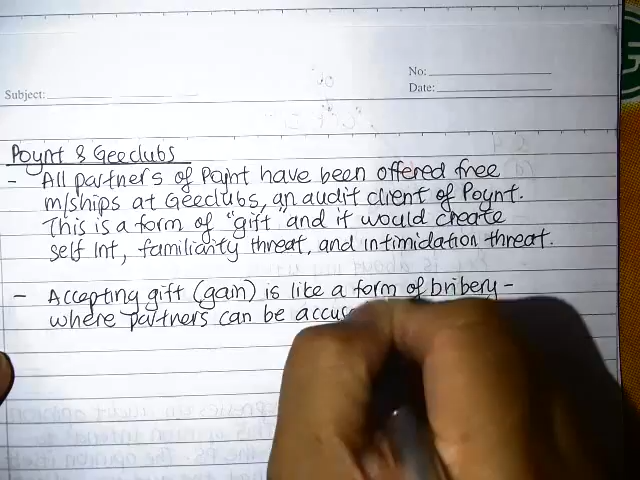 No:
Subject:
Date:
Poynt & Geeclubs
- All partners of Poynt have been offered free
m/ships at Geeclubs, an audit client of Poynt.
This is a form of "gift" and it would create
self Int, familiarity threat, and intimidation threat.
- Accepting gift (gain) is like a form of bribery -
where partners can be accus